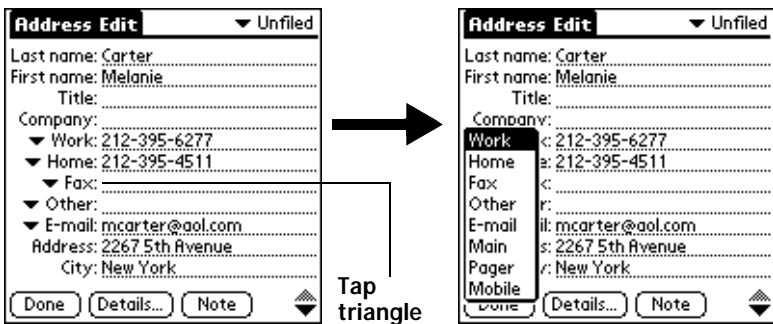 Address Edit ▼ Unfiled
Last name: Carter
First name: Melanie
Title:
Company:
▼ Work: 212-395-6277
▼ Home: 212-395-4511
▼ Fax:
▼ Other:
▼ E-mail: mcarter@aol.com
Address: 2267 5th Avenue
City: New York
Done Details... Note
Tap
triangle
Address Edit ▼ Unfiled
Last name: Carter
First name: Melanie
Title:
Company:
Work k: 212-395-6277
Home e: 212-395-4511
Fax x:
Other r:
E-mail il: mcarter@aol.com
Main s: 2267 5th Avenue
Pager y: New York
Mobile
Done Details... Note